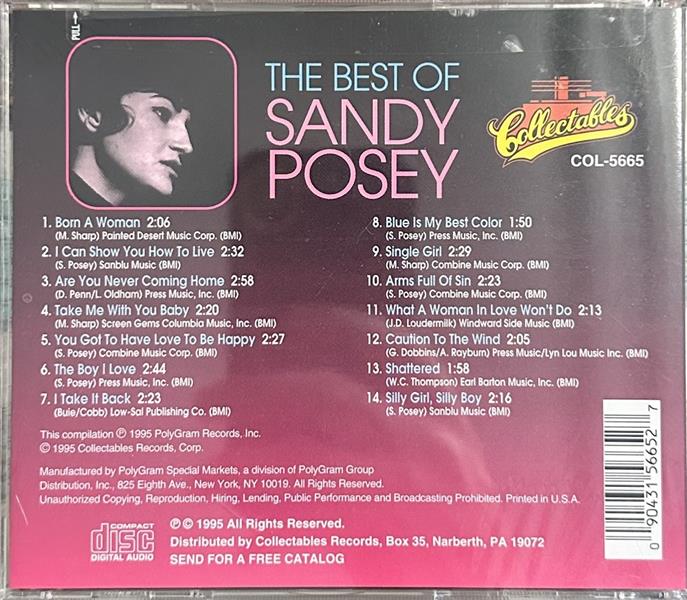 PULL→
THE BEST OF
SANDY
POSEY
Collectables
COL-5665
1. Born A Woman 2:06
(M. Sharp) Painted Desert Music Corp. (BMI)
2. I Can Show You How To Live 2:32
(S. Posey) Sanblu Music (BMI)
3. Are You Never Coming Home 2:58
(D. Penn/L. Oldham) Press Music, Inc. (BMI)
4. Take Me With You Baby 2:20
(M. Sharp) Screen Gems Columbia Music, Inc. (BMI)
5. You Got To Have Love To Be Happy 2:27
(S. Posey) Combine Music Corp. (BMI)
6. The Boy I Love 2:44
(S. Posey) Press Music, Inc. (BMI)
7. I Take It Back 2:23
(Buie/Cobb) Low-Sal Publishing Co. (BMI)
8. Blue Is My Best Color 1:50
(S. Posey) Press Music, Inc. (BMI)
9. Single Girl 2:29
(M. Sharp) Combine Music Corp. (BMI)
10. Arms Full Of Sin 2:23
(S. Posey) Combine Music Corp. (BMI)
11. What A Woman In Love Won't Do 2:13
(J.D. Loudermilk) Windward Side Music (BMI)
12. Caution To The Wind 2:05
(G. Dobbins/A. Rayburn) Press Music/Lyn Lou Music Inc. (BMI)
13. Shattered 1:58
(W.C. Thompson) Earl Barton Music, Inc. (BMI)
14. Silly Girl, Silly Boy 2:16
(S. Posey) Sanblu Music (BMI)
This compilation ℗ 1995 PolyGram Records, Inc.
© 1995 Collectables Records, Corp.
Manufactured by PolyGram Special Markets, a division of PolyGram Group
Distribution, Inc., 825 Eighth Ave., New York, NY 10019. All Rights Reserved.
Unauthorized Copying, Reproduction, Hiring, Lending, Public Performance and Broadcasting Prohibited. Printed in U.S.A.
COMPACT
disc
DIGITAL AUDIO
℗© 1995 All Rights Reserved.
Distributed by Collectables Records, Box 35, Narberth, PA 19072
SEND FOR A FREE CATALOG
0 90431 56652 7